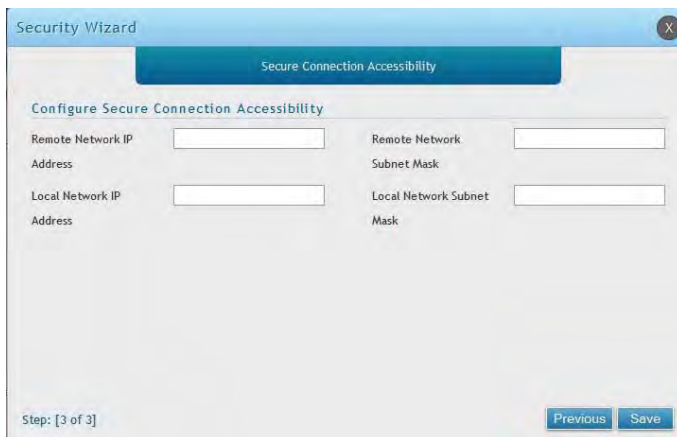 Security Wizard
X
Secure Connection Accessibility
Configure Secure Connection Accessibility
Remote Network IP
Address
Remote Network
Subnet Mask
Local Network IP
Address
Local Network Subnet
Mask
Step: [3 of 3]
Previous
Save